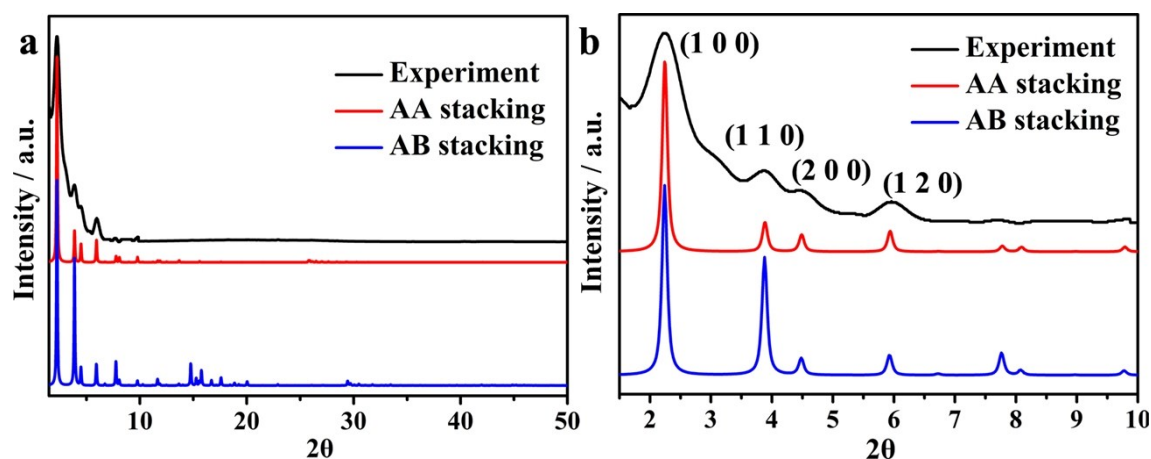 a
Experiment
AA stacking
AB stacking
Intensity / a.u.
10 20 30 40 50
2θ
b
(1 0 0)
(1 1 0)
(2 0 0)
(1 2 0)
Experiment
AA stacking
AB stacking
Intensity / a.u.
2 3 4 5 6 7 8 9 10
2θ